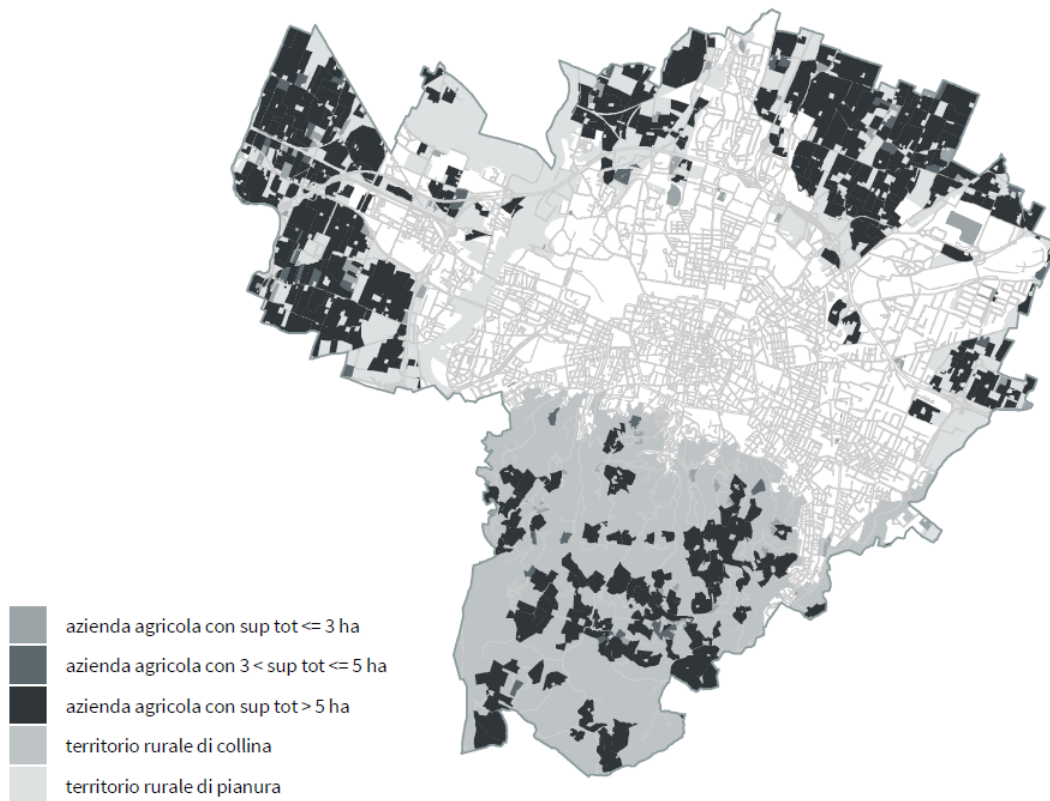 azienda agricola con sup tot <= 3 ha
azienda agricola con 3 < sup tot <= 5 ha
azienda agricola con sup tot > 5 ha
territorio rurale di collina
territorio rurale di pianura